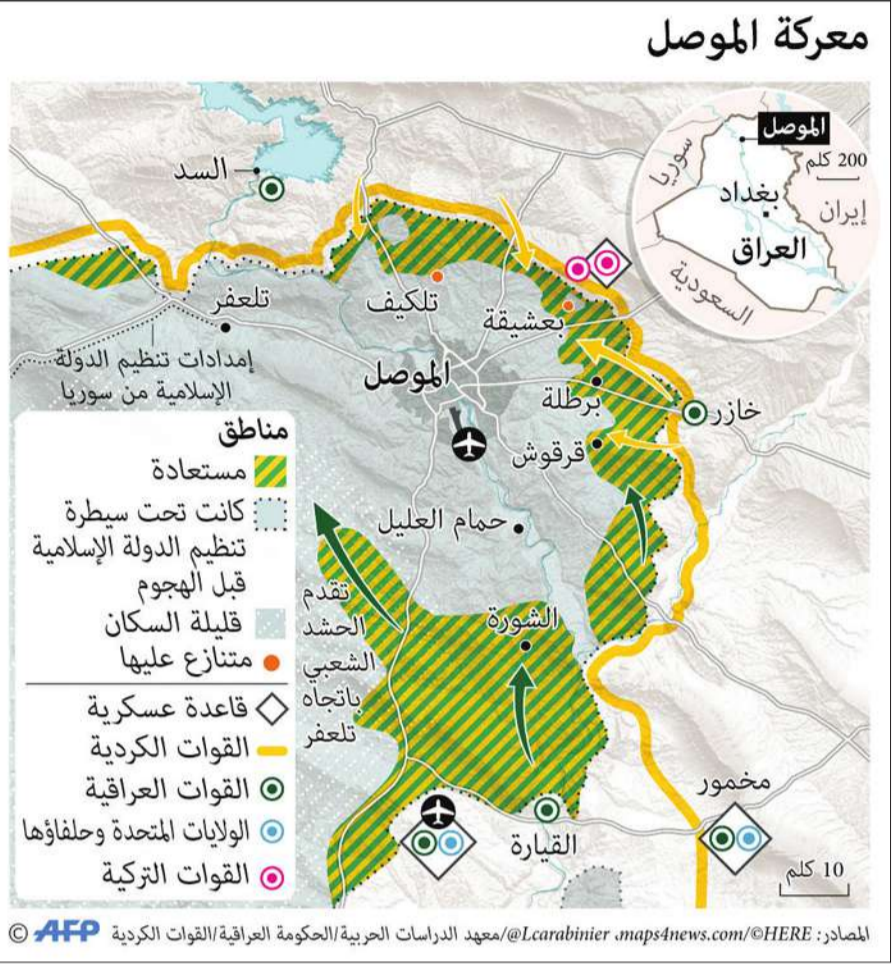 معركة الموصل
الموصل
200 كلم
سوريا
بغداد
إيران
العراق
السعودية
السد
تلعفر
تلكيف
بعشيقة
إمدادات تنظيم الدولة
الإسلامية من سوريا
الموصل
برطلة
خازر
قرقوش
حمام العليل
الشورة
تقدم
الحشد
الشعبي
باتجاه
تلعفر
مخمور
القيارة
10 كلم
مناطق
مستعادة
كانت تحت سيطرة
تنظيم الدولة الإسلامية
قبل الهجوم
قليلة السكان
متنازع عليها
قاعدة عسكرية
القوات الكردية
القوات العراقية
الولايات المتحدة وحلفاؤها
القوات التركية
المصادر: maps4news.com/©HERE، @Lcarabinier/معهد الدراسات الحربية/الحكومة العراقية/القوات الكردية
© AFP